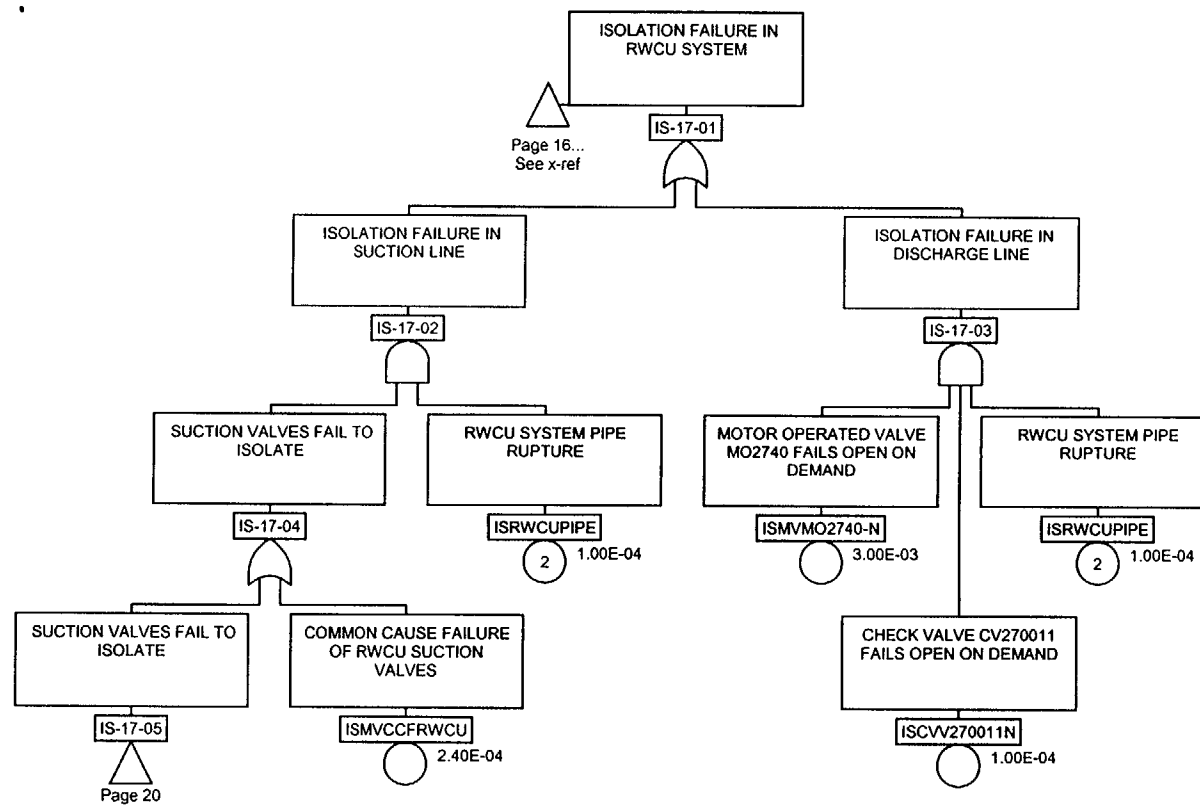 ISOLATION FAILURE IN
RWCU SYSTEM
Page 16...
See x-ref
IS-17-01
ISOLATION FAILURE IN
SUCTION LINE
IS-17-02
ISOLATION FAILURE IN
DISCHARGE LINE
IS-17-03
SUCTION VALVES FAIL TO
ISOLATE
IS-17-04
RWCU SYSTEM PIPE
RUPTURE
ISRWCUPIPE
2
1.00E-04
MOTOR OPERATED VALVE
MO2740 FAILS OPEN ON
DEMAND
ISMVMO2740-N
3.00E-03
RWCU SYSTEM PIPE
RUPTURE
ISRWCUPIPE
2
1.00E-04
SUCTION VALVES FAIL TO
ISOLATE
IS-17-05
Page 20
COMMON CAUSE FAILURE
OF RWCU SUCTION
VALVES
ISMVCCFRWCU
2.40E-04
CHECK VALVE CV270011
FAILS OPEN ON DEMAND
ISCVV270011N
1.00E-04